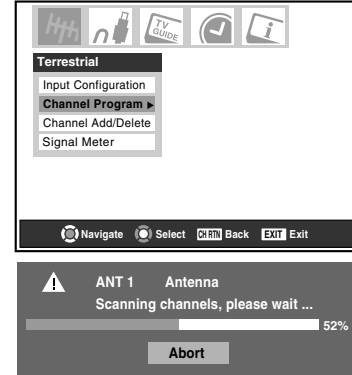 TV
GUIDE
Terrestrial
Input Configuration
Channel Program
Channel Add/Delete
Signal Meter
Navigate Select CH RTN Back EXIT Exit
ANT 1 Antenna
Scanning channels, please wait ...
52%
Abort